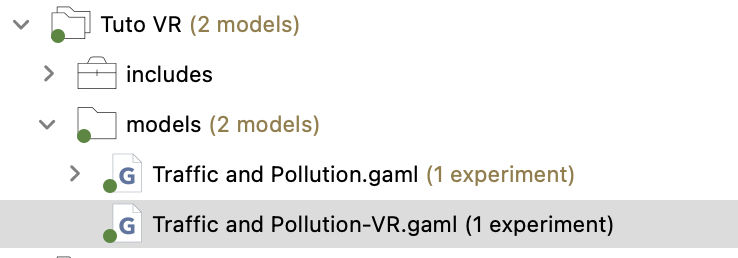 Tuto VR (2 models)
includes
models (2 models)
G Traffic and Pollution.gaml (1 experiment)
G Traffic and Pollution-VR.gaml (1 experiment)